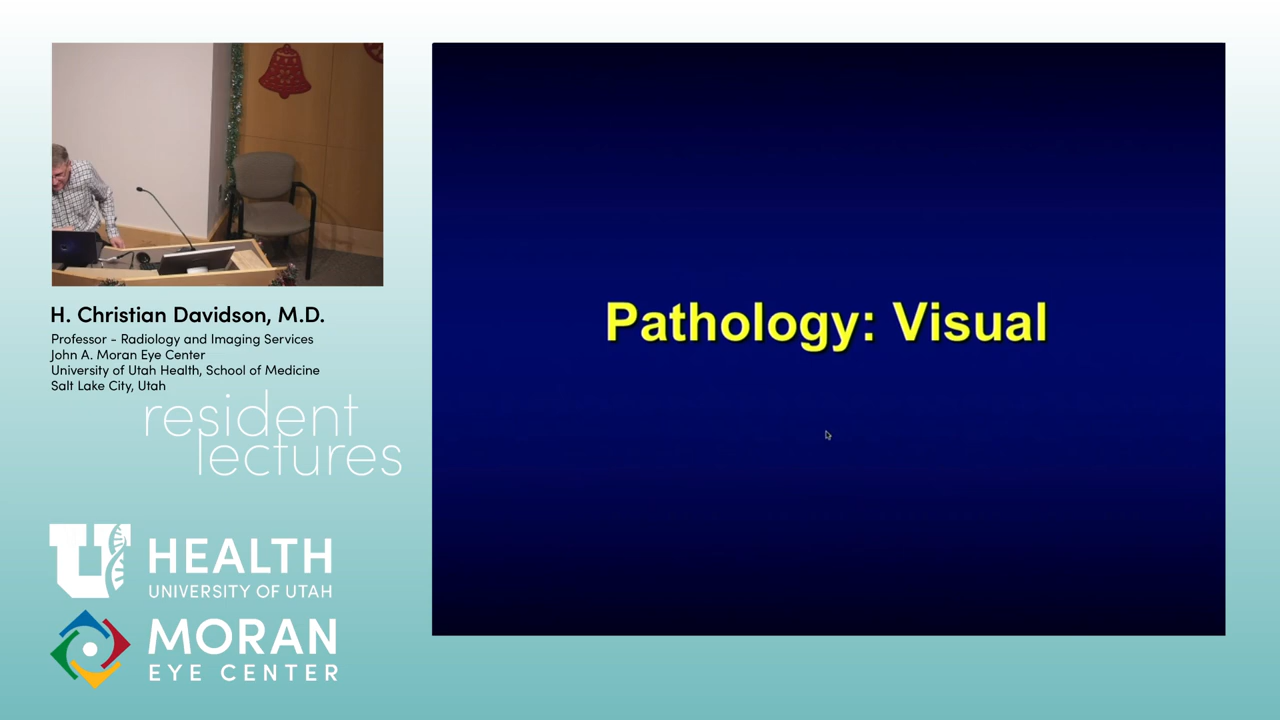 H. Christian Davidson, M.D.
Professor - Radiology and Imaging Services
John A. Moran Eye Center
University of Utah Health, School of Medicine
Salt Lake City, Utah
resident
lectures
U HEALTH
UNIVERSITY OF UTAH
MORAN
EYE CENTER
Pathology: Visual